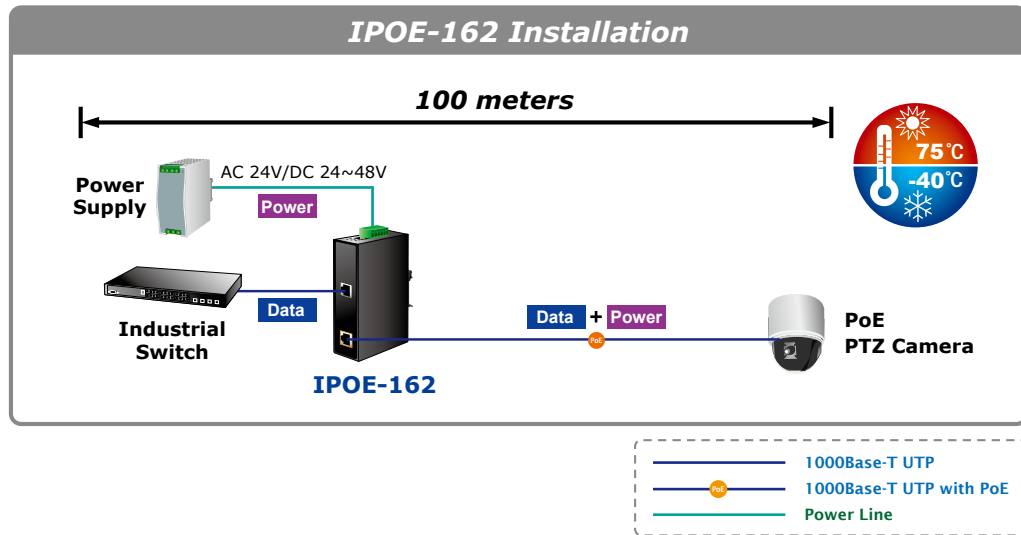 IPOE-162 Installation
100 meters
75°C
-40°C
Power
Supply
AC 24V/DC 24~48V
Power
Industrial
Switch
Data
IPOE-162
Data + Power
PoE
PoE
PTZ Camera
1000Base-T UTP
PoE
1000Base-T UTP with PoE
Power Line